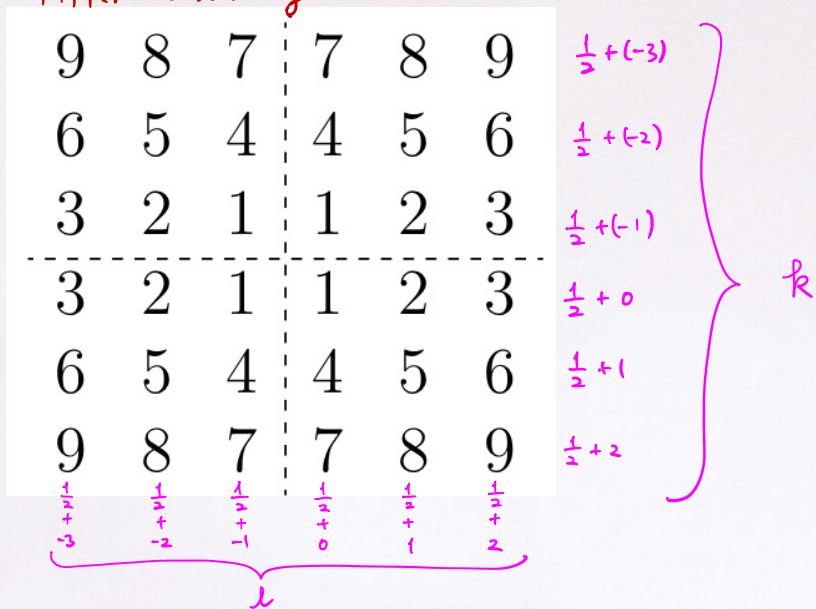 9 8 7 7 8 9 1/2 + (-3)
6 5 4 4 5 6 1/2 + (-2)
3 2 1 1 2 3 1/2 + (-1)
3 2 1 1 2 3 1/2 + 0
6 5 4 4 5 6 1/2 + 1
9 8 7 7 8 9 1/2 + 2
k
1/2 + -3 1/2 + -2 1/2 + -1 1/2 + 0 1/2 + 1 1/2 + 2
l